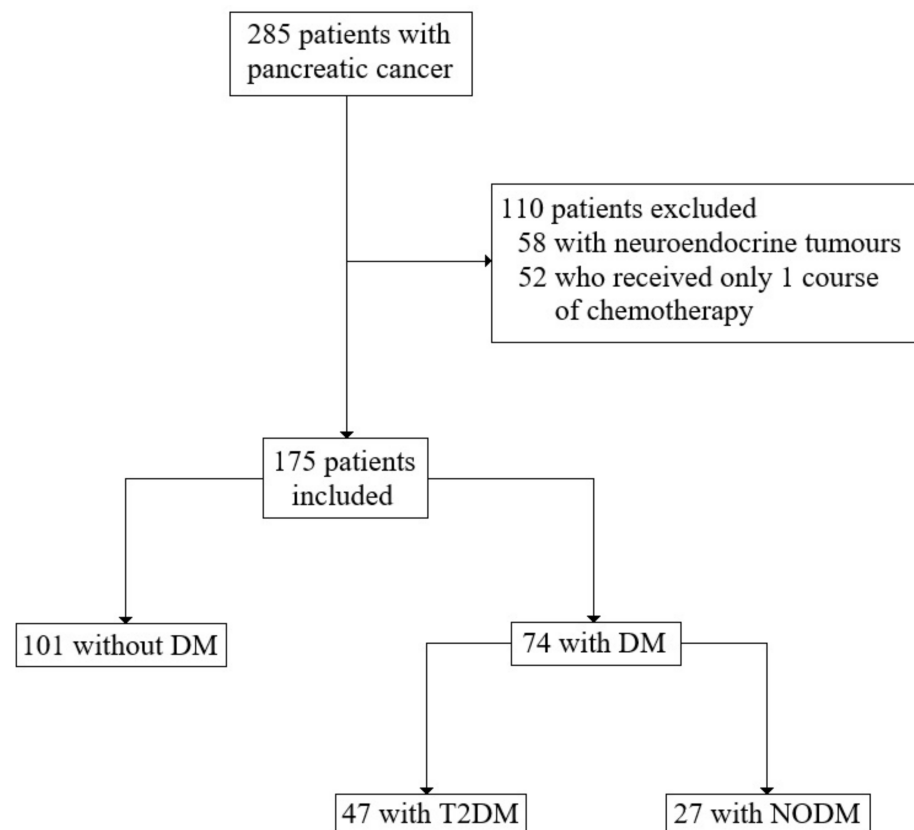 285 patients with
pancreatic cancer
110 patients excluded
58 with neuroendocrine tumours
52 who received only 1 course
of chemotherapy
175 patients
included
101 without DM
74 with DM
47 with T2DM
27 with NODM